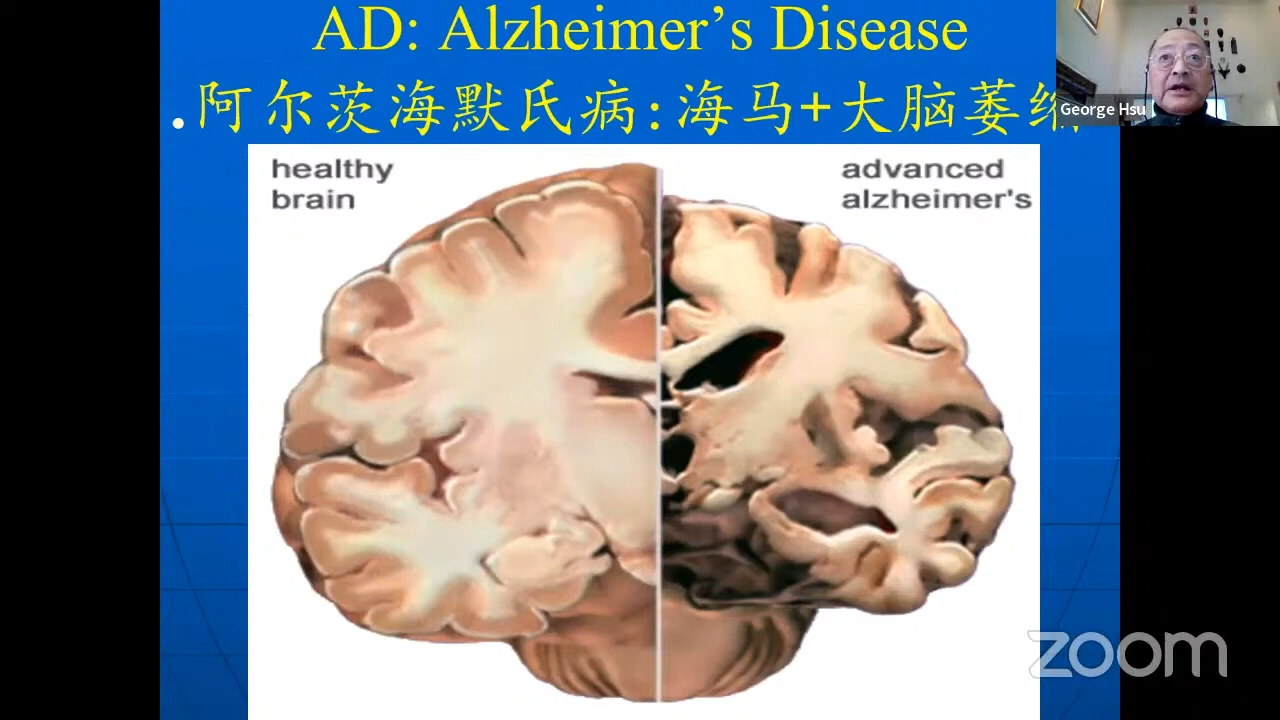 AD: Alzheimer's Disease
.阿尔茨海默氏病:海马+大脑萎
George Hsu
healthy
brain
advanced
alzheimer's
zoom